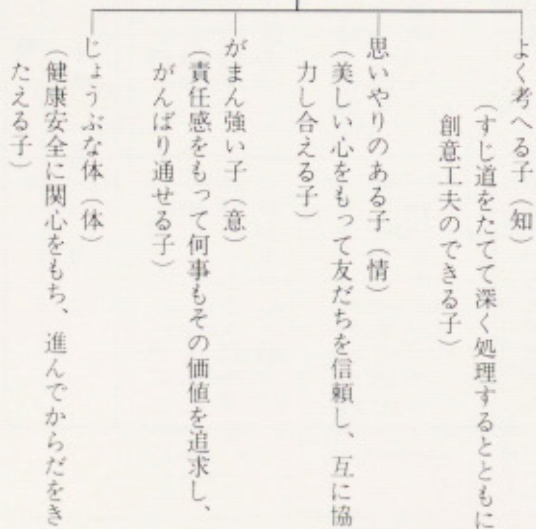 よく考へる子（知）
（すじ道をたてて深く処理するとともに
創意工夫のできる子）
思いやりのある子（情）
（美しい心をもって友だちを信頼し、互に協
力し合える子）
がまん強い子（意）
（責任感をもって何事もその価値を追求し、
がんばり通せる子）
じょうぶな体（体）
（健康安全に関心をもち、進んでからだをき
たえる子）